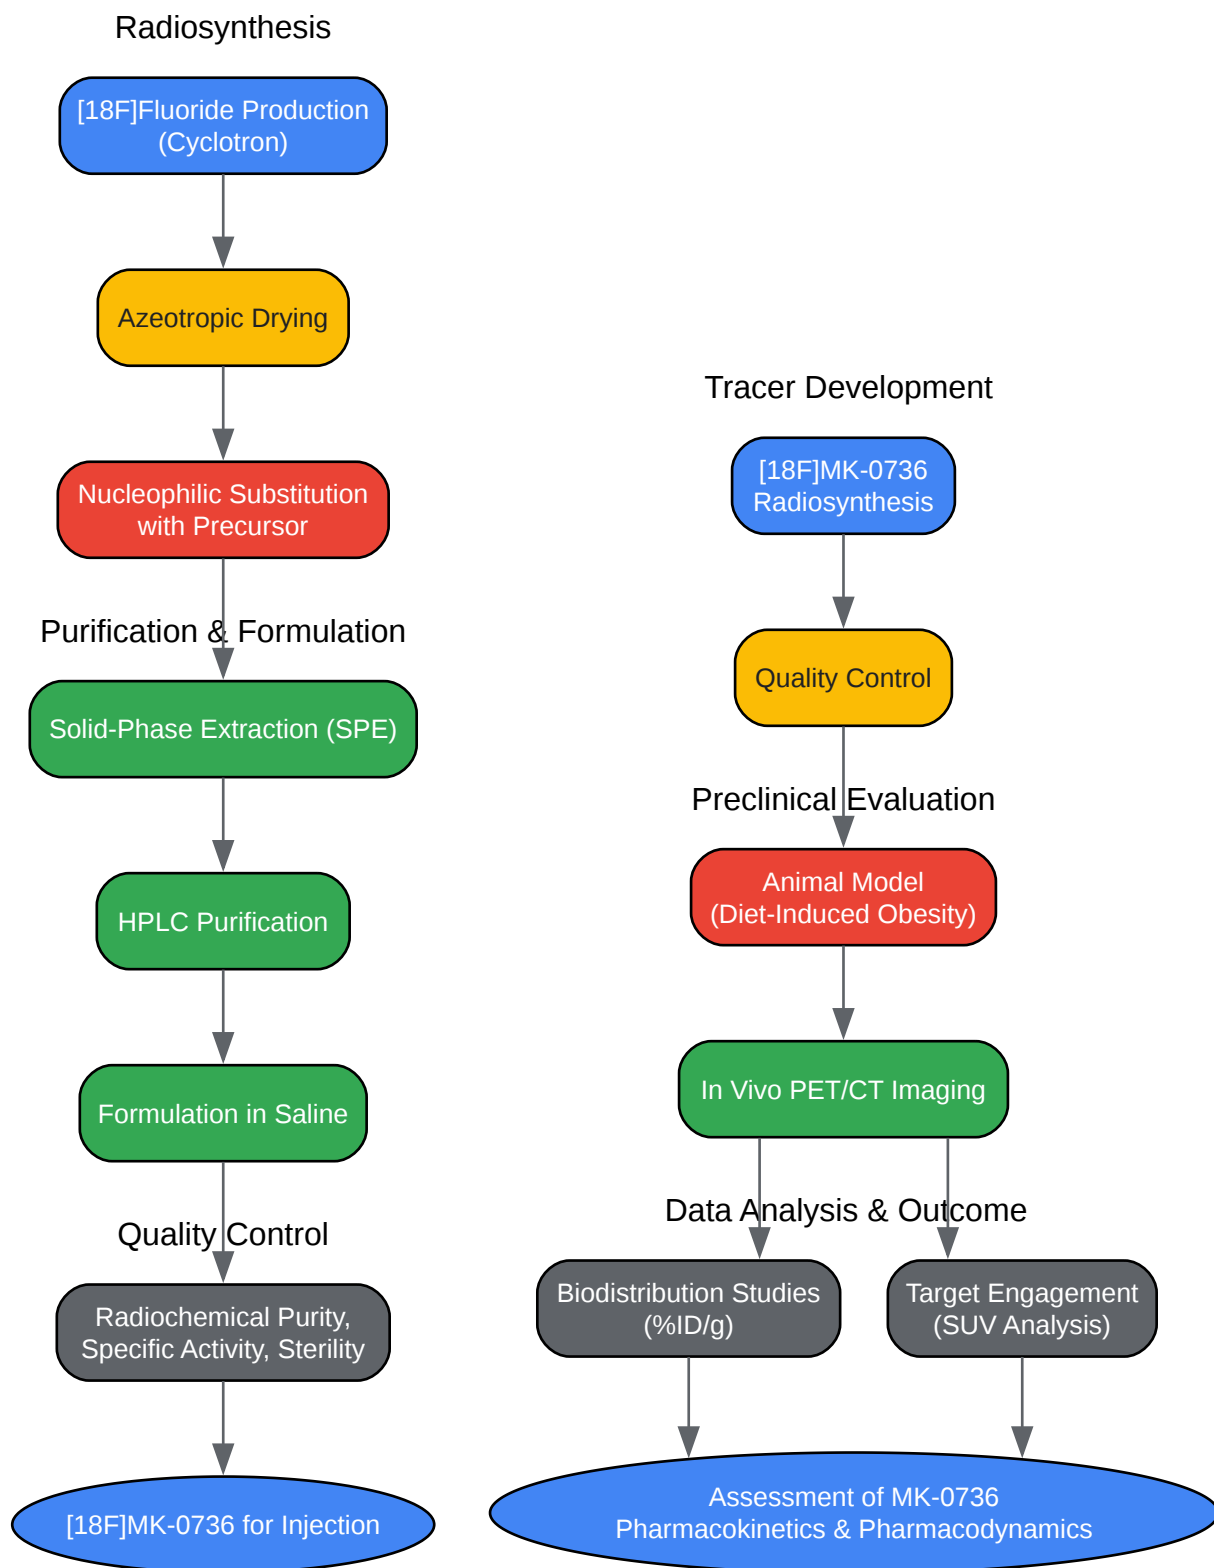 Radiosynthesis
[18F]Fluoride Production
(Cyclotron)
Azeotropic Drying
Nucleophilic Substitution
with Precursor
Purification & Formulation
Solid-Phase Extraction (SPE)
HPLC Purification
Formulation in Saline
Quality Control
Radiochemical Purity,
Specific Activity, Sterility
[18F]MK-0736 for Injection
Tracer Development
[18F]MK-0736
Radiosynthesis
Quality Control
Preclinical Evaluation
Animal Model
(Diet-Induced Obesity)
In Vivo PET/CT Imaging
Data Analysis & Outcome
Biodistribution Studies
(%ID/g)
Target Engagement
(SUV Analysis)
Assessment of MK-0736
Pharmacokinetics & Pharmacodynamics